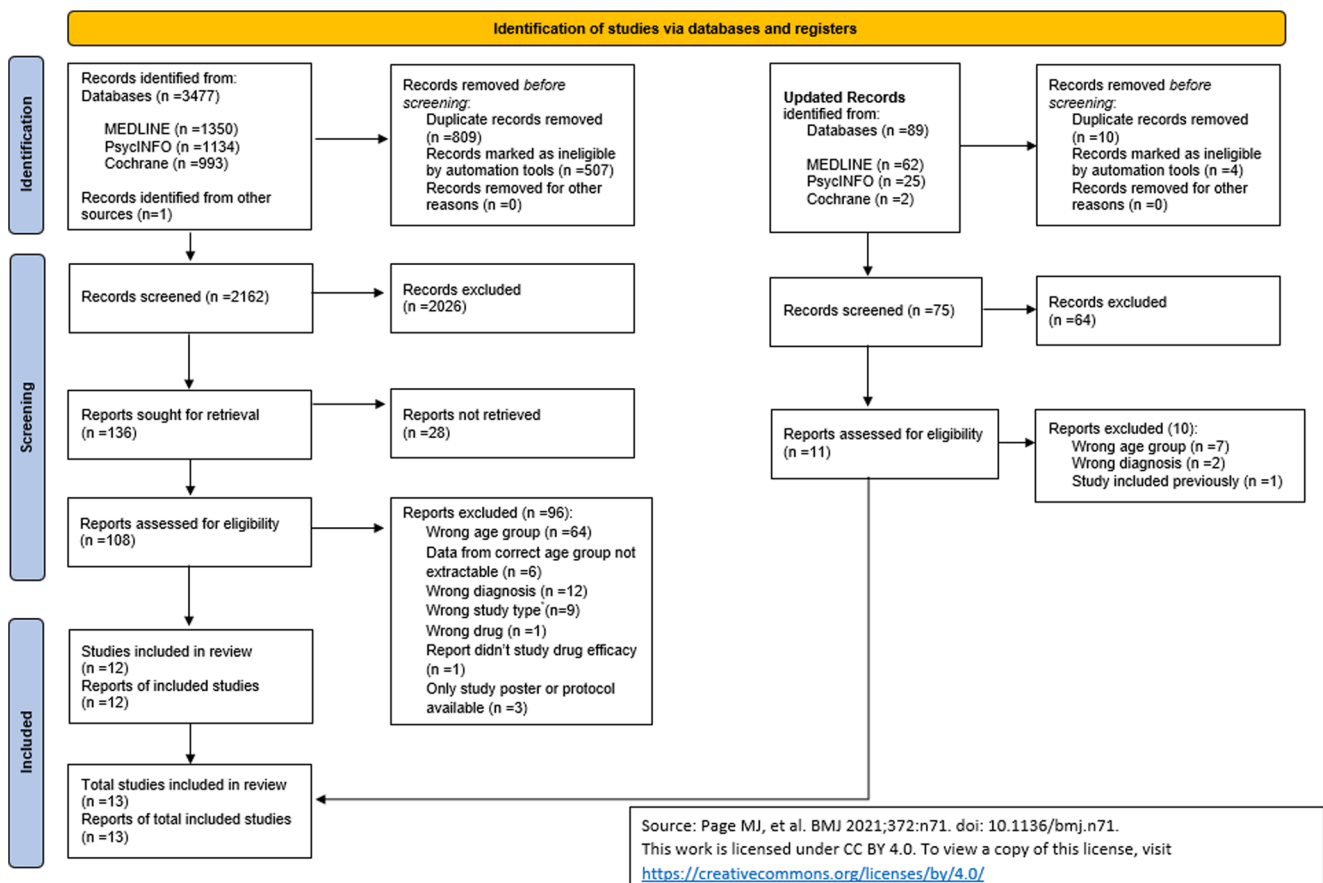 Identification of studies via databases and registers
Identification
Records identified from:
Databases (n =3477)
MEDLINE (n =1350)
PsycINFO (n =1134)
Cochrane (n =993)
Records identified from other
sources (n=1)
Records removed before
screening:
Duplicate records removed
(n =809)
Records marked as ineligible
by automation tools (n =507)
Records removed for other
reasons (n =0)
Updated Records
identified from:
Databases (n =89)
MEDLINE (n =62)
PsycINFO (n =25)
Cochrane (n =2)
Records removed before
screening:
Duplicate records removed
(n =10)
Records marked as ineligible
by automation tools (n =4)
Records removed for other
reasons (n =0)
Screening
Records screened (n =2162)
Records excluded
(n =2026)
Records screened (n =75)
Records excluded
(n =64)
Reports sought for retrieval
(n =136)
Reports not retrieved
(n =28)
Reports assessed for eligibility
(n =11)
Reports excluded (10):
Wrong age group (n =7)
Wrong diagnosis (n =2)
Study included previously (n =1)
Reports assessed for eligibility
(n =108)
Reports excluded (n =96):
Wrong age group (n =64)
Data from correct age group not
extractable (n =6)
Wrong diagnosis (n =12)
Wrong study type*(n=9)
Wrong drug (n =1)
Report didn't study drug efficacy
(n =1)
Only study poster or protocol
available (n =3)
Included
Studies included in review
(n =12)
Reports of included studies
(n =12)
Total studies included in review
(n =13)
Reports of total included studies
(n =13)
Source: Page MJ, et al. BMJ 2021;372:n71. doi: 10.1136/bmj.n71.
This work is licensed under CC BY 4.0. To view a copy of this license, visit
https://creativecommons.org/licenses/by/4.0/